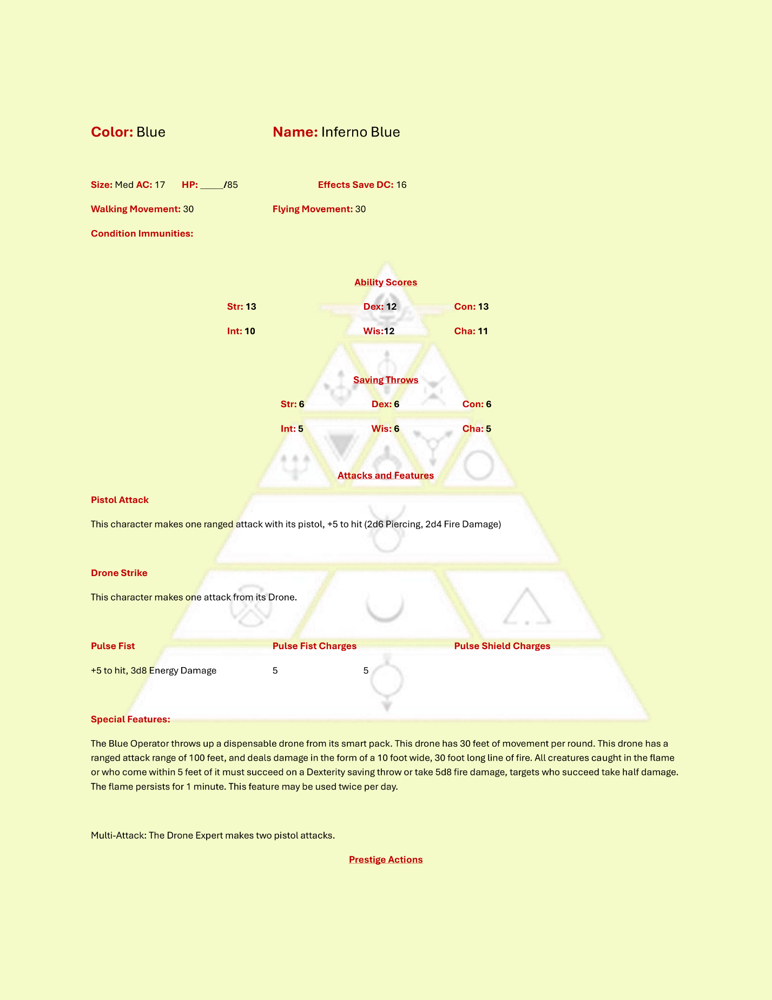 Color: Blue Name: Inferno Blue
Size: Med AC: 17 HP: _____/85 Effects Save DC: 16
Walking Movement: 30 Flying Movement: 30
Condition Immunities:
Ability Scores
Str: 13 Dex: 12 Con: 13
Int: 10 Wis:12 Cha: 11
Saving Throws
Str: 6 Dex: 6 Con: 6
Int: 5 Wis: 6 Cha: 5
Attacks and Features
Pistol Attack
This character makes one ranged attack with its pistol, +5 to hit (2d6 Piercing, 2d4 Fire Damage)
Drone Strike
This character makes one attack from its Drone.
Pulse Fist Pulse Fist Charges Pulse Shield Charges
+5 to hit, 3d8 Energy Damage 5 5
Special Features:
The Blue Operator throws up a dispensable drone from its smart pack. This drone has 30 feet of movement per round. This drone has a
ranged attack range of 100 feet, and deals damage in the form of a 10 foot wide, 30 foot long line of fire. All creatures caught in the flame
or who come within 5 feet of it must succeed on a Dexterity saving throw or take 5d8 fire damage, targets who succeed take half damage.
The flame persists for 1 minute. This feature may be used twice per day.
Multi-Attack: The Drone Expert makes two pistol attacks.
Prestige Actions